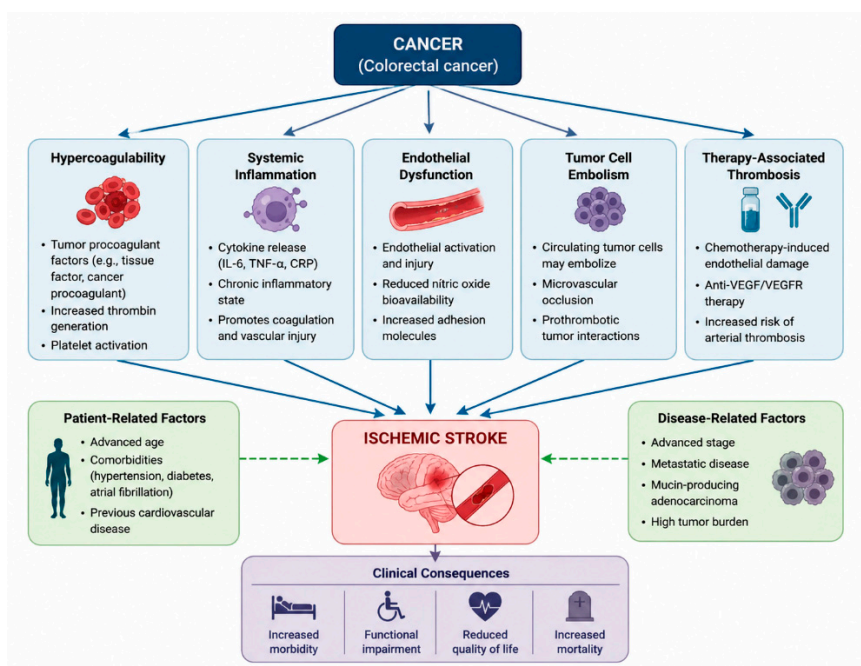 CANCER
(Colorectal cancer)
Hypercoagulability
• Tumor procoagulant
factors (e.g., tissue
factor, cancer
procoagulant)
• Increased thrombin
generation
• Platelet activation
Systemic
Inflammation
• Cytokine release
(IL-6, TNF-α, CRP)
• Chronic inflammatory
state
• Promotes coagulation
and vascular injury
Endothelial
Dysfunction
• Endothelial activation
and injury
• Reduced nitric oxide
bioavailability
• Increased adhesion
molecules
Tumor Cell
Embolism
• Circulating tumor cells
may embolize
• Microvascular
occlusion
• Prothrombotic
tumor interactions
Therapy-Associated
Thrombosis
• Chemotherapy-induced
endothelial damage
• Anti-VEGF/VEGFR
therapy
• Increased risk of
arterial thrombosis
Patient-Related Factors
• Advanced age
• Comorbidities
(hypertension, diabetes,
atrial fibrillation)
• Previous cardiovascular
disease
ISCHEMIC STROKE
Disease-Related Factors
• Advanced stage
• Metastatic disease
• Mucin-producing
adenocarcinoma
• High tumor burden
Clinical Consequences
Increased
morbidity
Functional
impairment
Reduced
quality of life
Increased
mortality